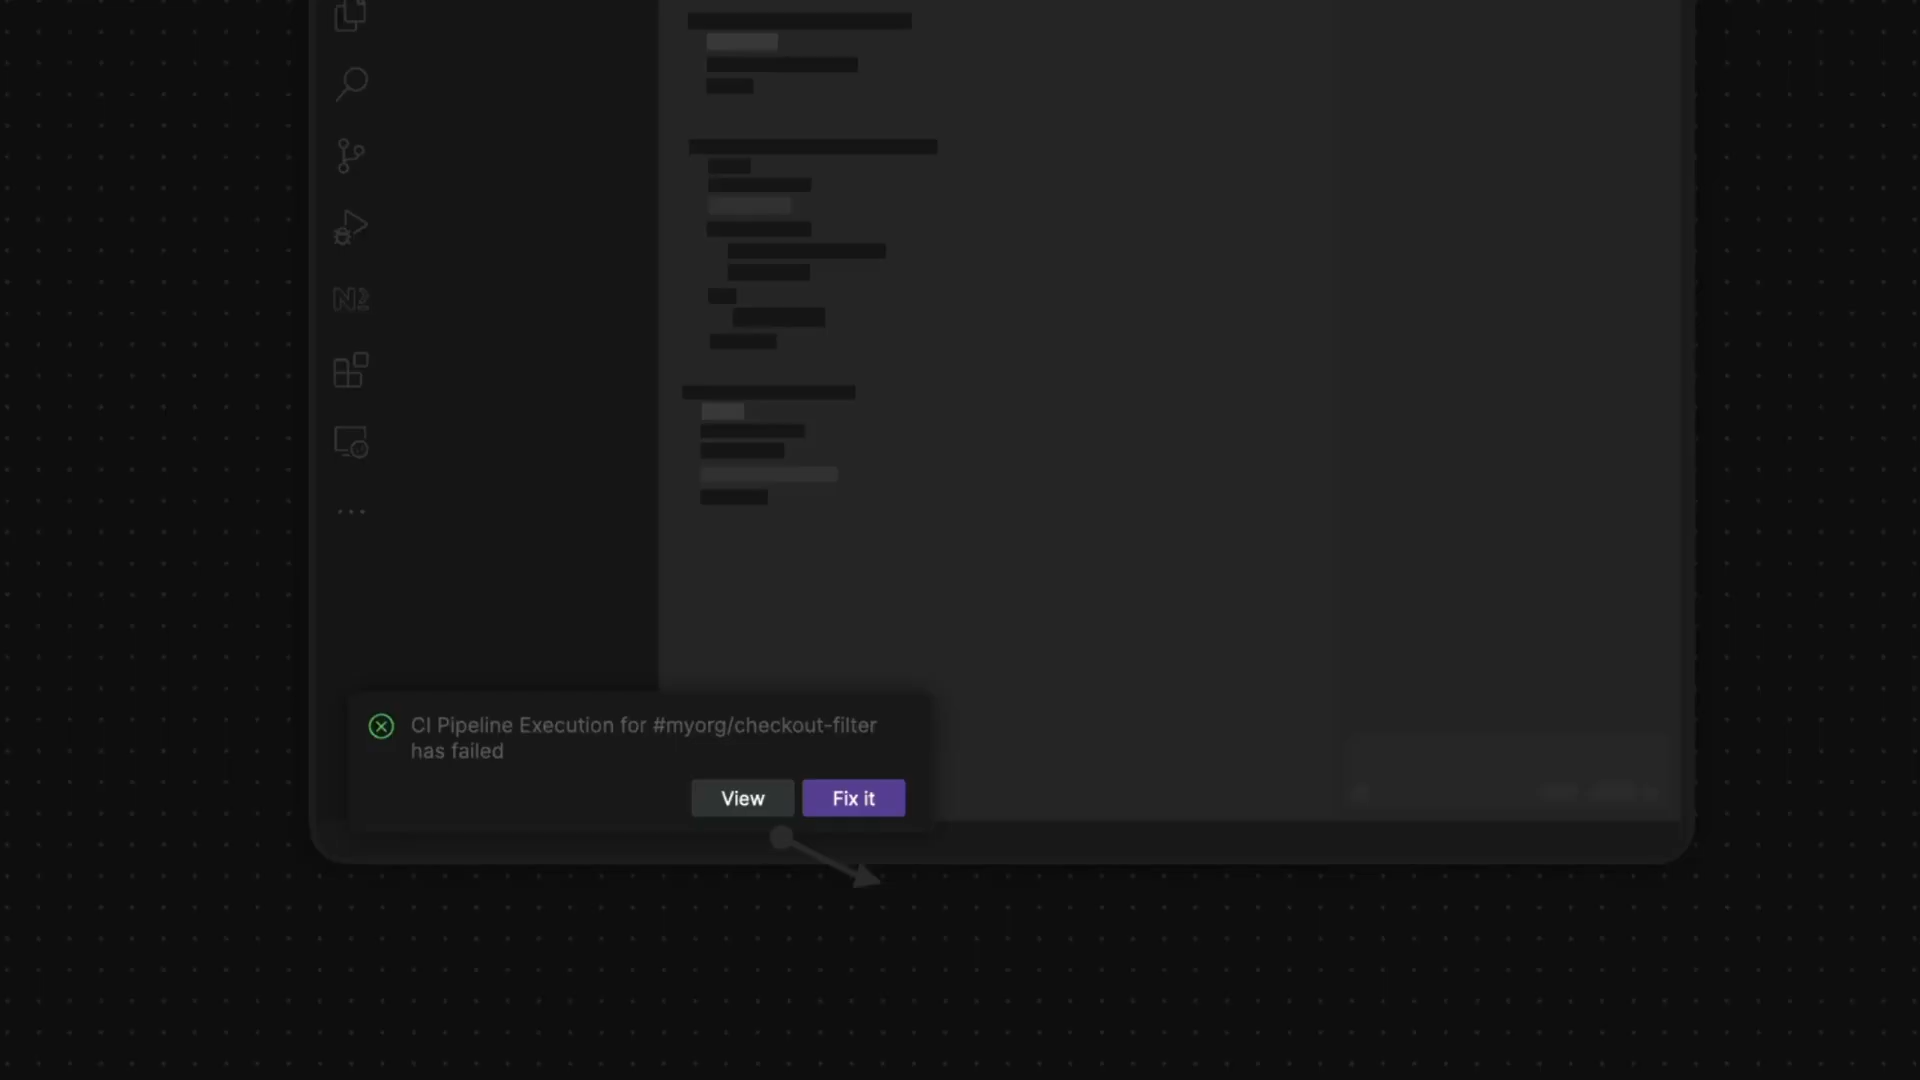 CI Pipeline Execution for #myorg/checkout-filter
has failed
View
Fix it